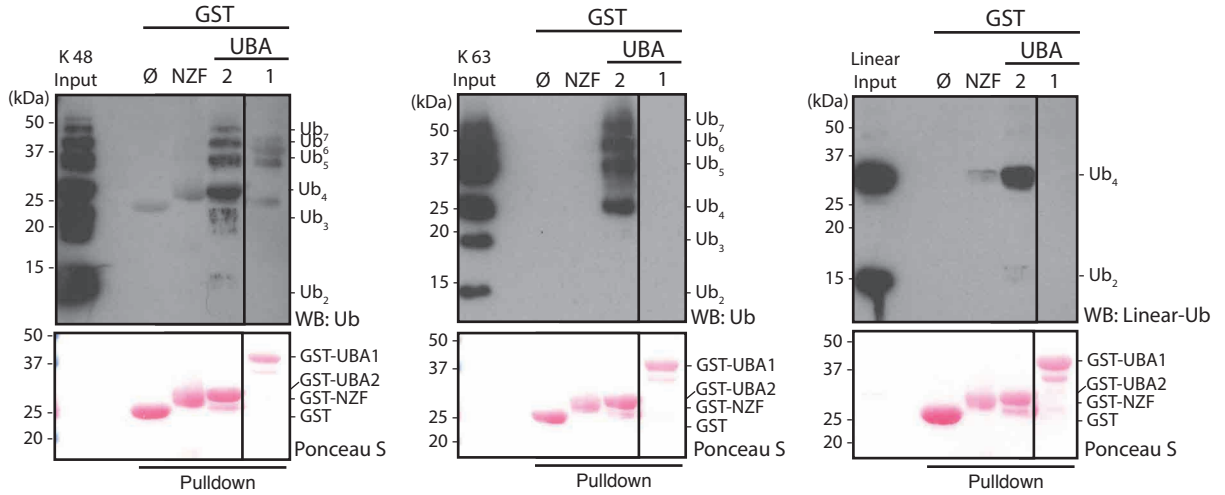 GST
UBA
K 48
Input
Ø NZF 2 1
(kDa)
50
37
25
20
15
Ub7
Ub6
Ub5
Ub4
Ub3
Ub2
WB: Ub
50
37
25
20
GST-UBA1
GST-UBA2
GST-NZF
GST
Ponceau S
Pulldown
GST
UBA
K 63
Input
Ø NZF 2 1
(kDa)
50
37
25
20
15
Ub7
Ub6
Ub5
Ub4
Ub3
Ub2
WB: Ub
50
37
25
20
GST-UBA1
GST-UBA2
GST-NZF
GST
Ponceau S
Pulldown
GST
UBA
Linear
Input
Ø NZF 2 1
(kDa)
50
37
25
20
15
Ub4
Ub2
WB: Linear-Ub
50
37
25
20
GST-UBA1
GST-UBA2
GST-NZF
GST
Ponceau S
Pulldown